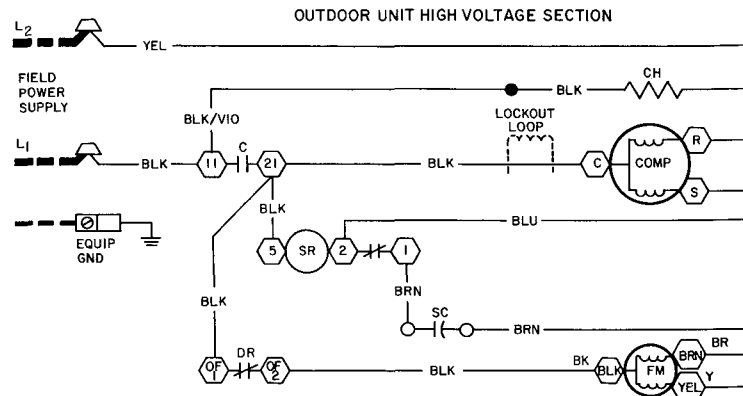 OUTDOOR UNIT HIGH VOLTAGE SECTION
L2
YEL
FIELD
POWER
SUPPLY
CH
BLK
BLK/VIO
LOCKOUT
LOOP
L1
BLK
11
C
21
BLK
C
COMP
R
S
EQUIP
GND
BLK
BLU
5
SR
2
1
BRN
BLK
SC
BRN
OF
1
DR
OF
2
BLK
BK
BLK
FM
BRN
BR
YEL
Y